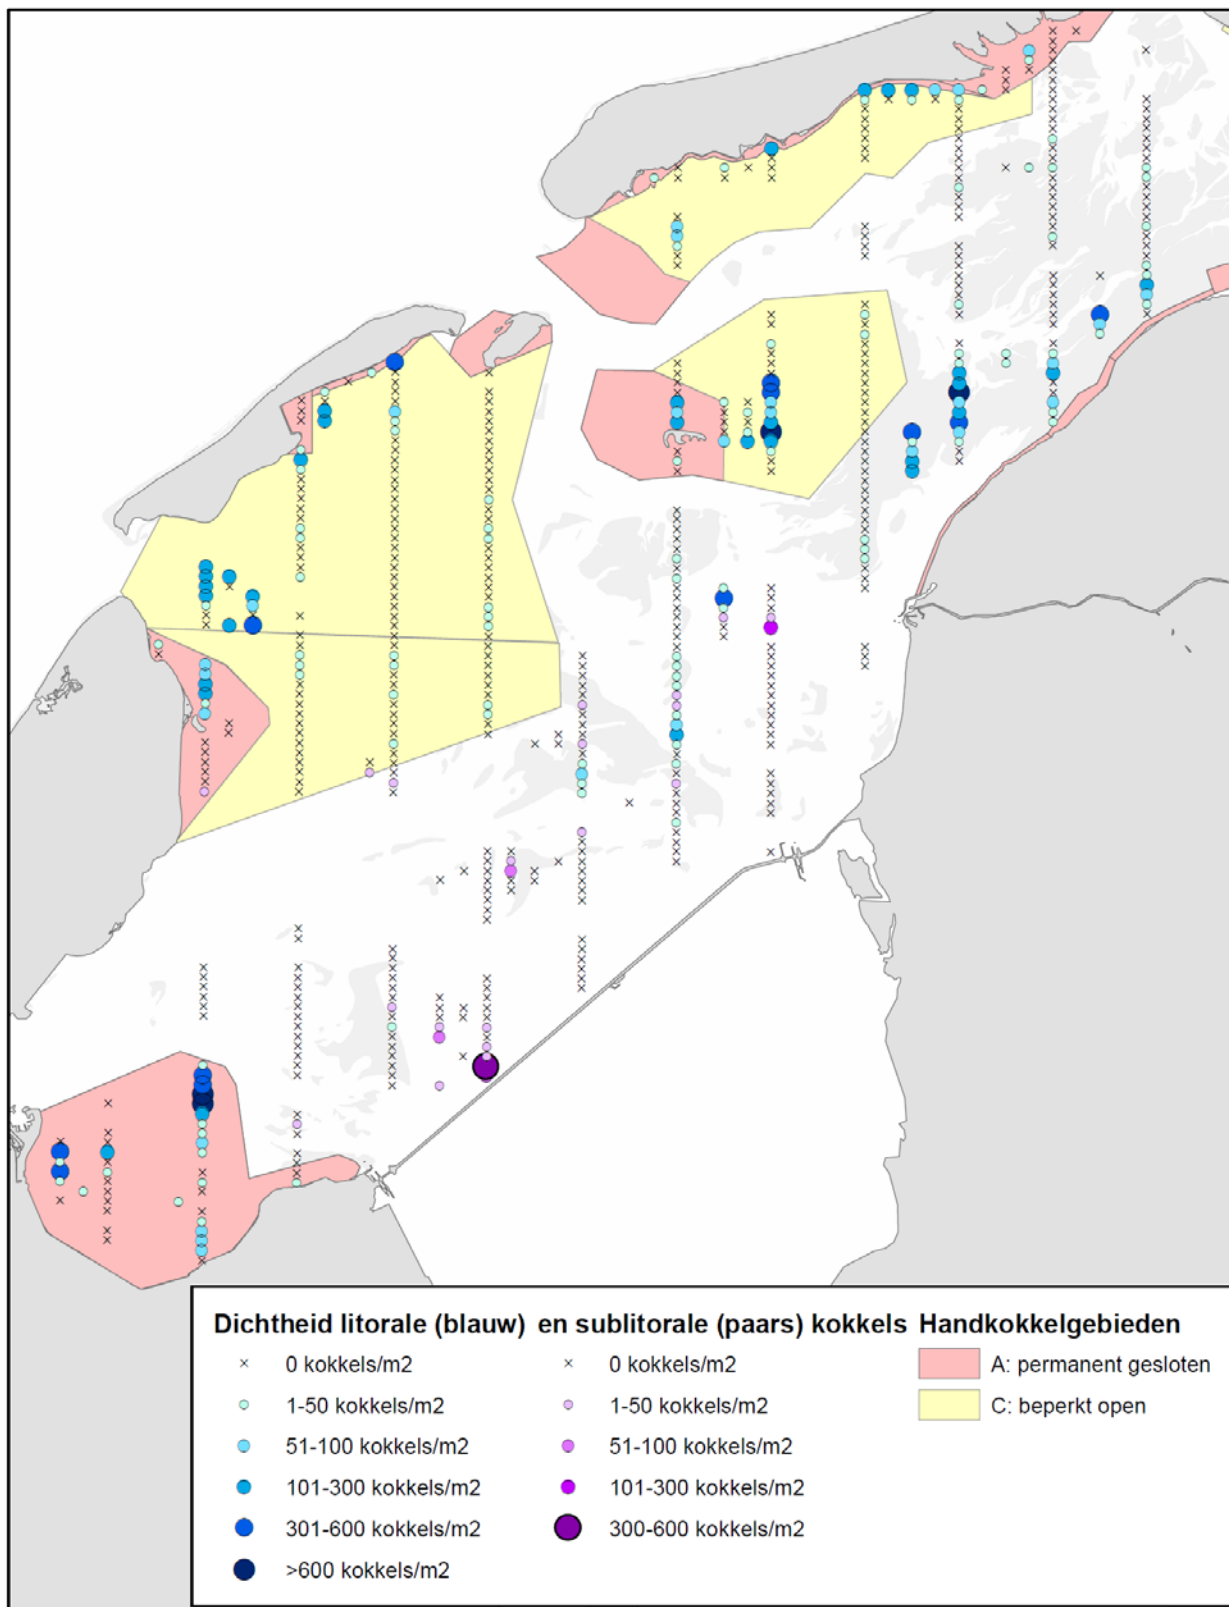 Dichtheid litorale (blauw) en sublitorale (paars) kokkels Handkokkelgebieden
0 kokkels/m2 0 kokkels/m2 A: permanent gesloten
1-50 kokkels/m2 1-50 kokkels/m2 C: beperkt open
51-100 kokkels/m2 51-100 kokkels/m2
101-300 kokkels/m2 101-300 kokkels/m2
301-600 kokkels/m2 300-600 kokkels/m2
>600 kokkels/m2